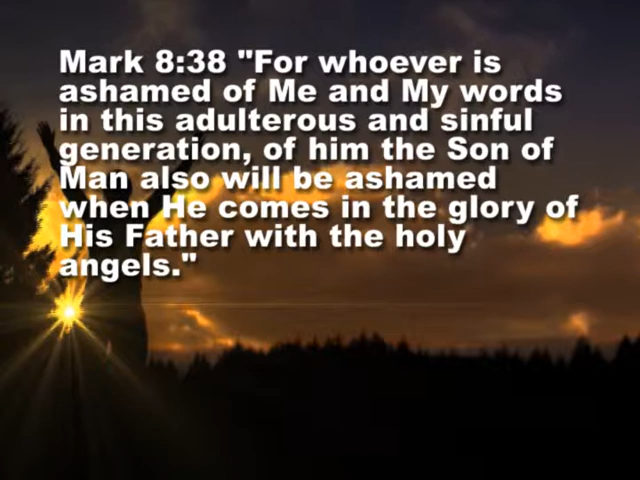 Mark 8:38 "For whoever is
ashamed of Me and My words
in this adulterous and sinful
generation, of him the Son of
Man also will be ashamed
when He comes in the glory of
His Father with the holy
angels."